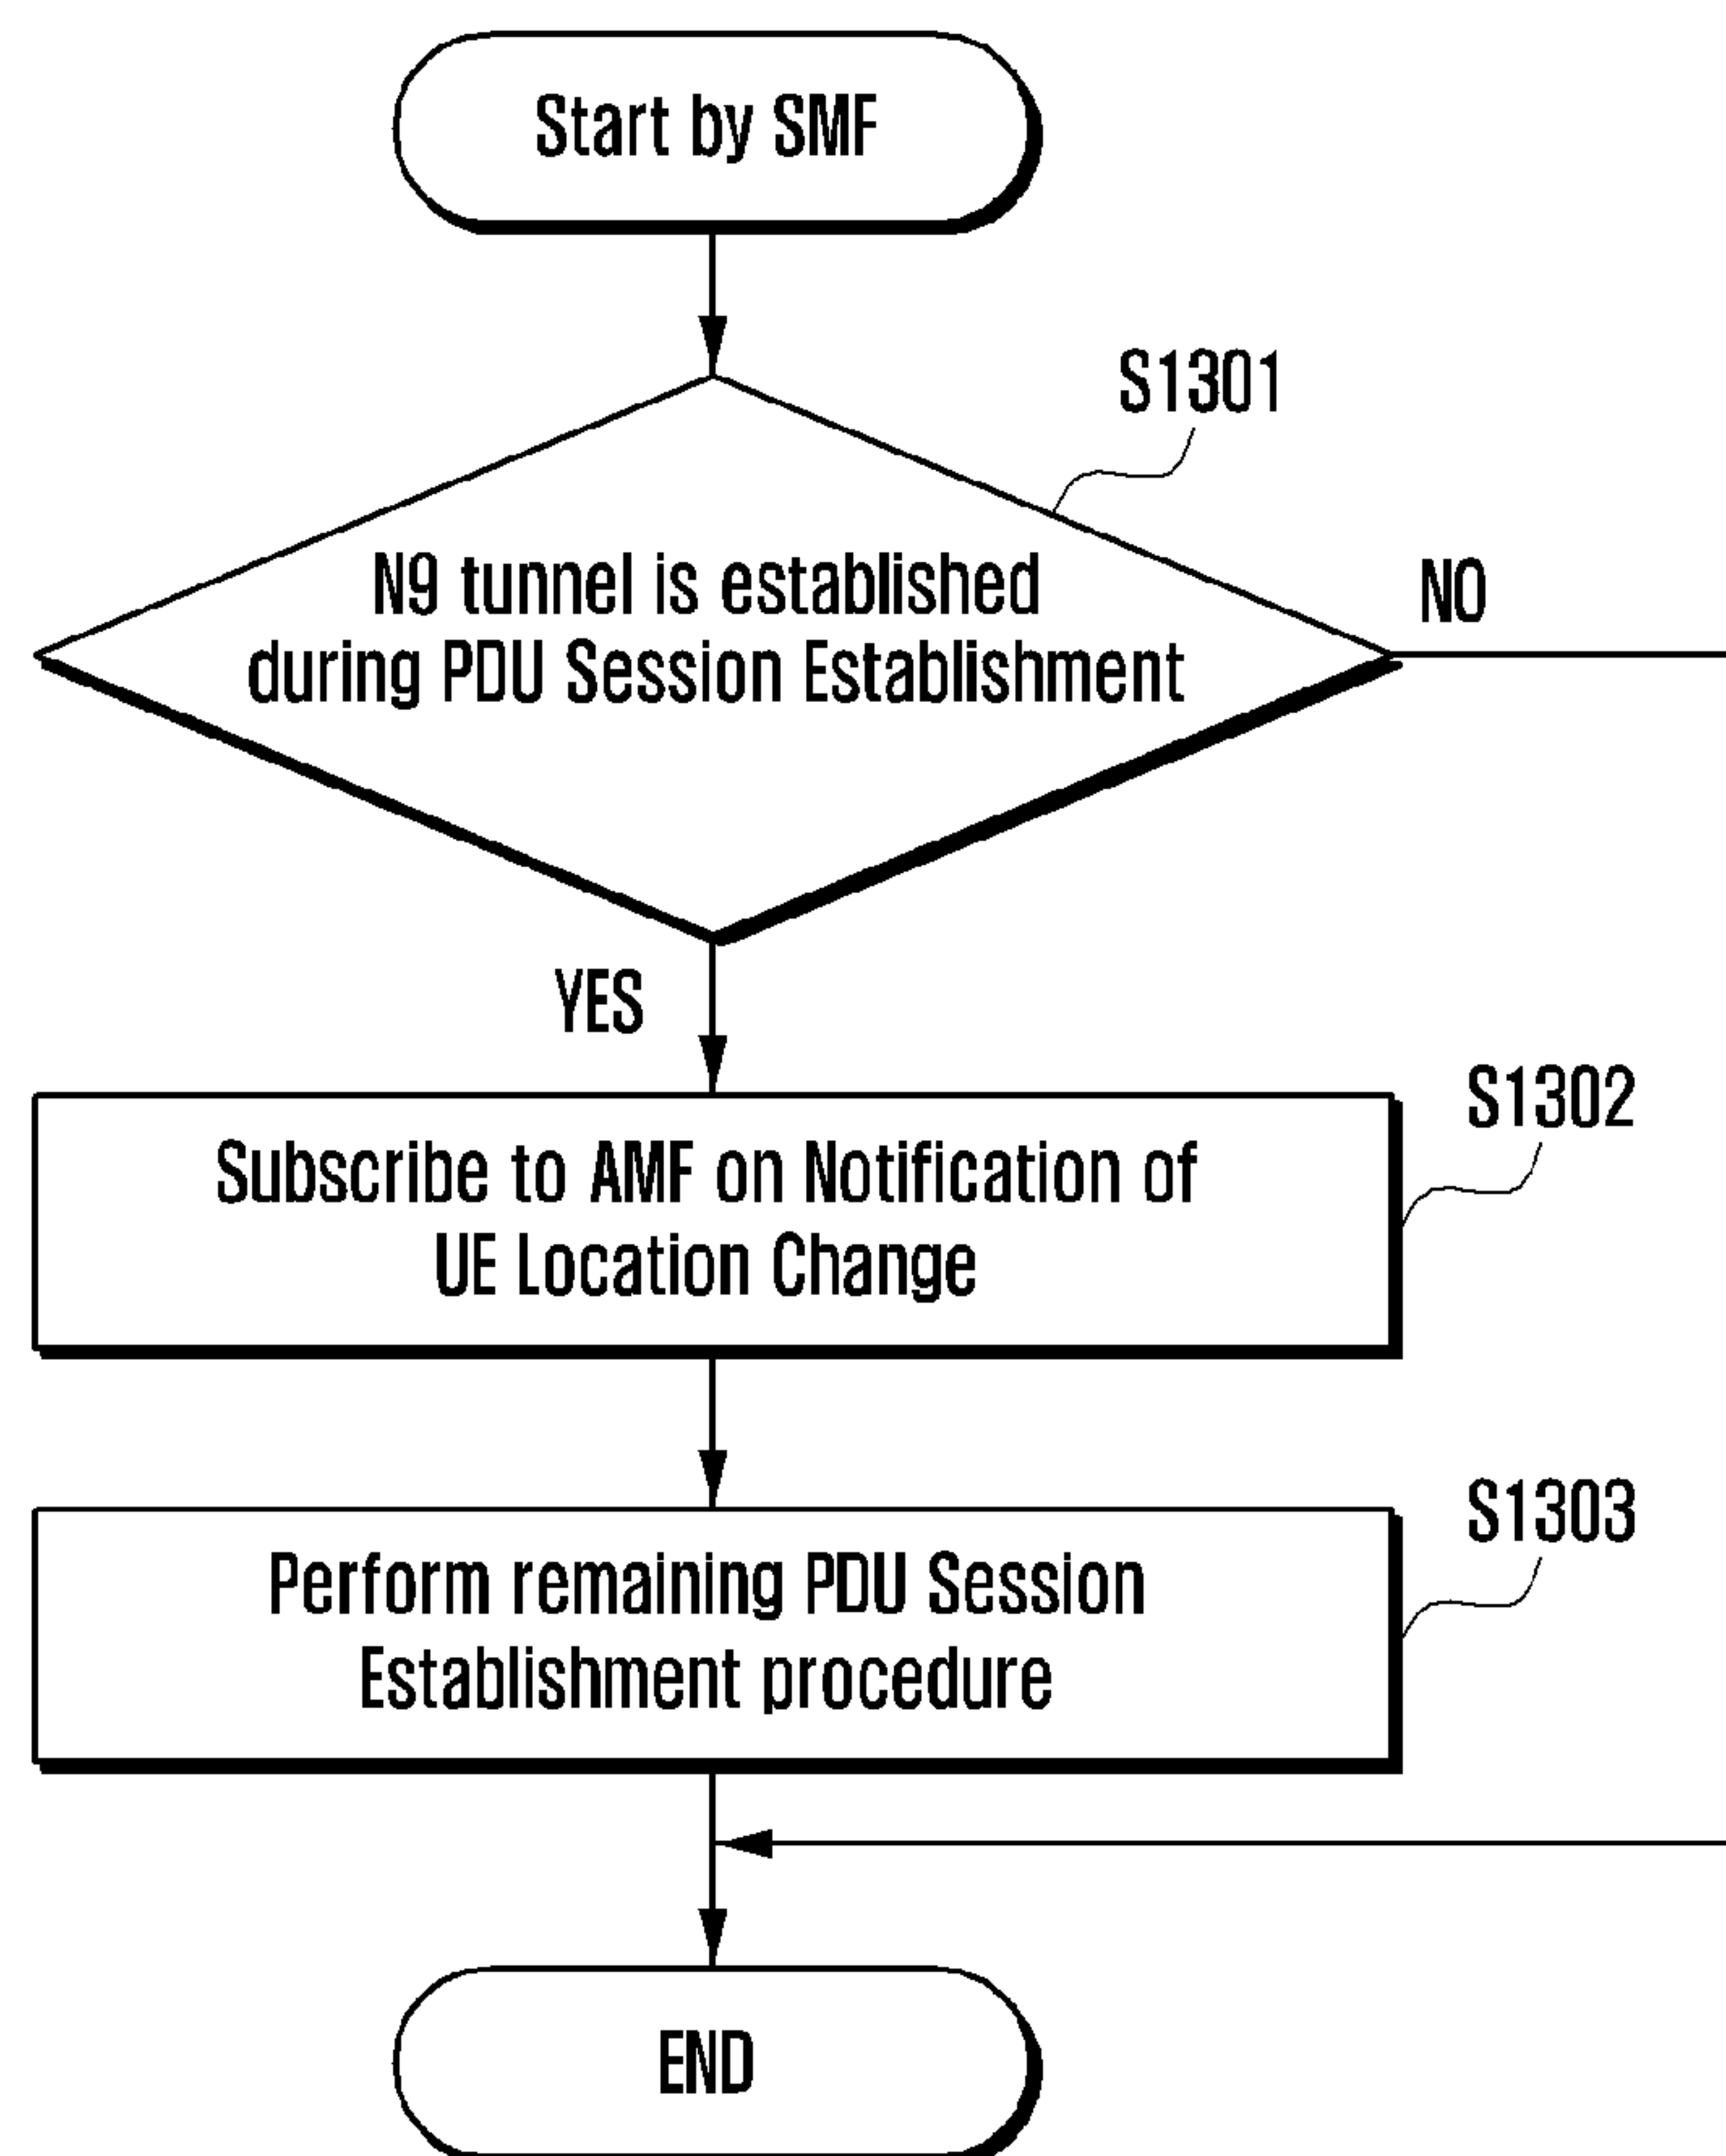 Start by SMF
S1301
N9 tunnel is established
during PDU Session Establishment
NO
YES
S1302
Subscribe to AMF on Notification of
UE Location Change
S1303
Perform remaining PDU Session
Establishment procedure
END